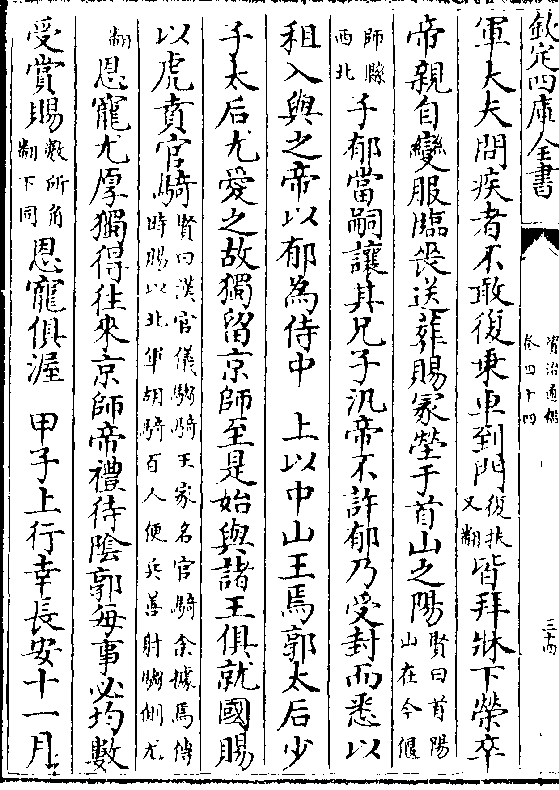 欽定四庫全書
資治通鑑
卷四十四
三十四
軍大夫問疾者不敢復乗車到門復扶又翻皆拜牀下榮卒
帝親自變服臨喪送葬賜冢塋于首山之陽賢曰首陽山在今偃
師縣西北子郁當嗣讓其兄子汎帝不許郁乃受封而悉以
租入與之帝以郁為侍中　上以中山王焉郭太后少
子太后尤愛之故獨留京師至是始與諸王俱就國賜
以虎賁官騎賢曰漢官儀騶騎王家名官騎余據焉傳時賜以北軍胡騎百人便兵善射騶側尤
翻恩寵尤厚獨得往來京師帝禮待陰郭每事必均數
受賞賜數所角翻下同恩寵俱渥　甲子上行幸長安十一月